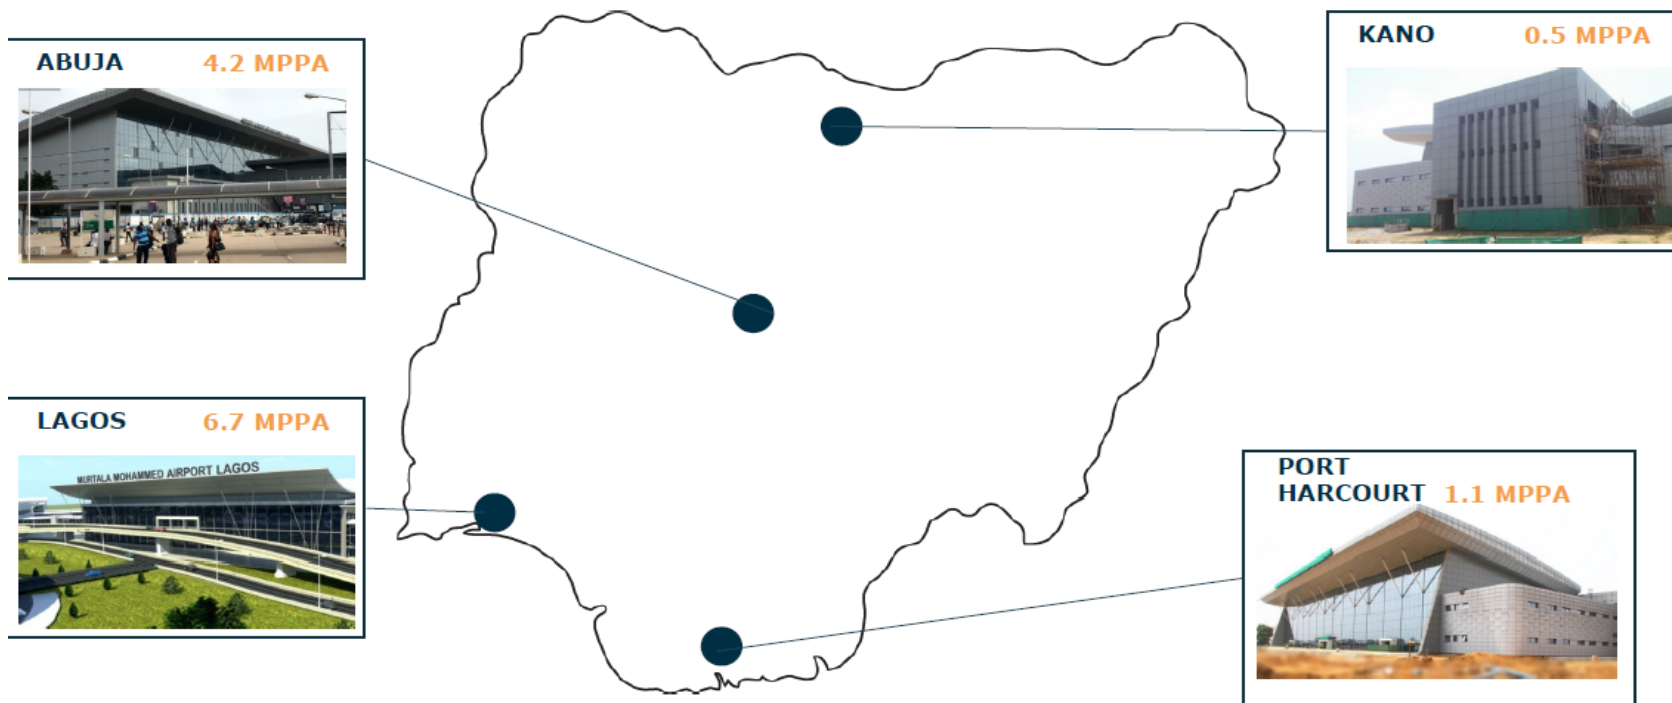 ABUJA 4.2 MPPA
KANO 0.5 MPPA
LAGOS 6.7 MPPA
MURTALA MOHAMMED AIRPORT LAGOS
PORT
HARCOURT 1.1 MPPA